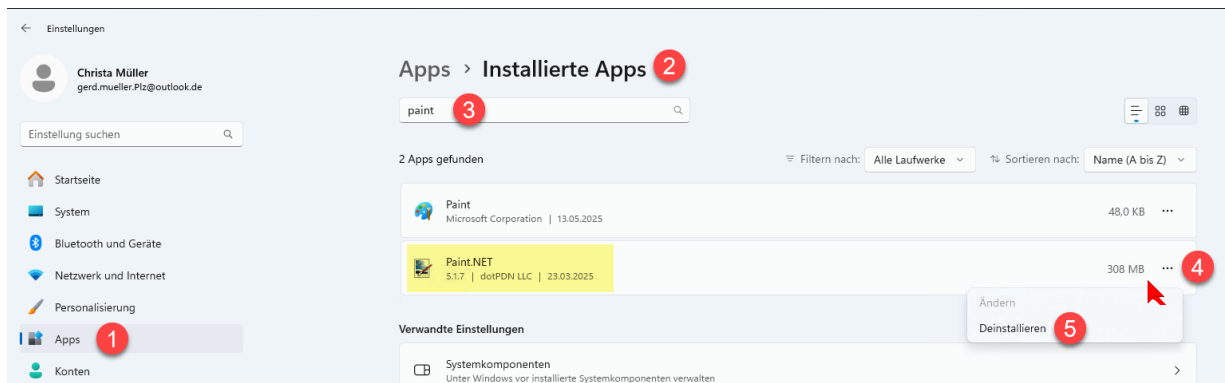 Einstellungen
Christa Müller
gerd.mueller.Plz@outlook.de
Einstellung suchen
Startseite
System
Bluetooth und Geräte
Netzwerk und Internet
Personalisierung
Apps 1
Konten
Apps > Installierte Apps 2
paint 3
2 Apps gefunden
Filtern nach: Alle Laufwerke
Sortieren nach: Name (A bis Z)
Paint
Microsoft Corporation | 13.05.2025
48,0 KB
Paint.NET
5.1.7 | dotPDN LLC | 23.03.2025
308 MB ... 4
Ändern
Deinstallieren 5
Verwandte Einstellungen
Systemkomponenten
Unter Windows vor installierte Systemkomponenten verwalten